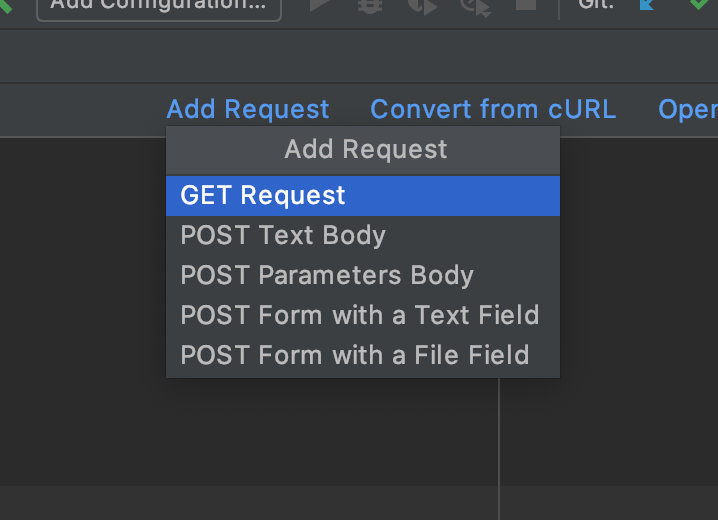 Add Configuration... Git:
Add Request Convert from cURL
Add Request
GET Request
POST Text Body
POST Parameters Body
POST Form with a Text Field
POST Form with a File Field